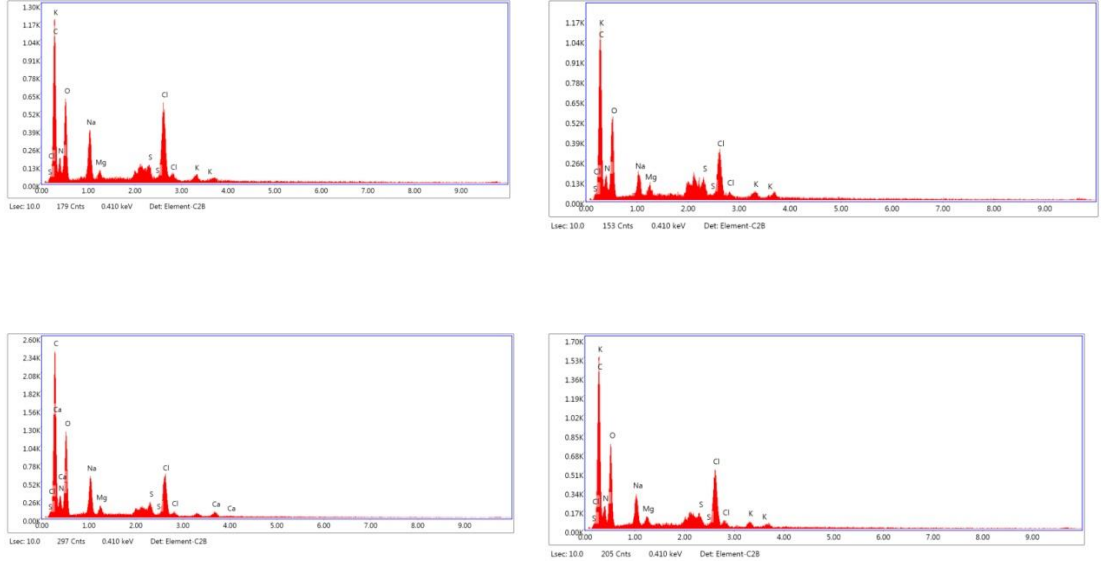 1.30K
K
1.17K
C
1.04K
0.91K
0.78K
0.65K
O
Cl
0.52K
0.39K
Na
0.26K
Cl
N
Mg
S
0.13K
S
S
Cl
K
K
0.00K
0.00 1.00 2.00 3.00 4.00 5.00 6.00 7.00 8.00 9.00
Lsec: 10.0 179 Cnts 0.410 keV Det: Element-C2B
1.17K
K
C
1.04K
0.91K
0.78K
0.65K
O
0.52K
0.39K
Cl
0.26K
Cl
N
Na
Mg
S
0.13K
S
S
Cl
K
K
0.00K
0.00 1.00 2.00 3.00 4.00 5.00 6.00 7.00 8.00 9.00
Lsec: 10.0 153 Cnts 0.410 keV Det: Element-C2B
2.60K
C
2.34K
2.08K
1.82K
1.56K
Ca
1.30K
O
1.04K
0.78K
Ca
Na
Cl
0.52K
Cl
N
Mg
S
0.26K
S
S
Cl
Ca
Ca
0.00K
0.00 1.00 2.00 3.00 4.00 5.00 6.00 7.00 8.00 9.00
Lsec: 10.0 297 Cnts 0.410 keV Det: Element-C2B
1.70K
K
1.53K
C
1.36K
1.19K
1.02K
0.85K
O
0.68K
Cl
0.51K
Na
0.34K
Cl
N
Mg
S
0.17K
S
S
Cl
K
K
0.00K
0.00 1.00 2.00 3.00 4.00 5.00 6.00 7.00 8.00 9.00
Lsec: 10.0 205 Cnts 0.410 keV Det: Element-C2B